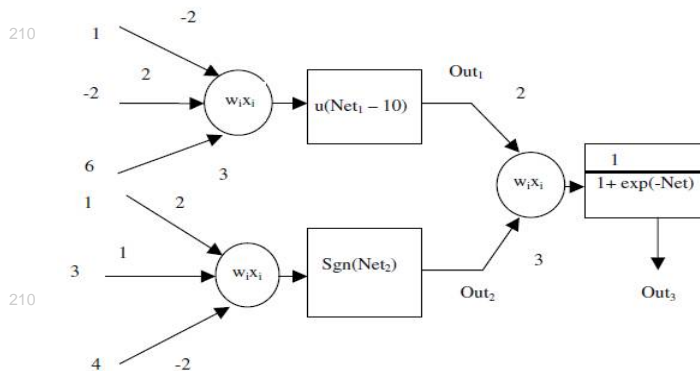 210
1
-2
2
-2
6
3
wᵢxᵢ
u(Net₁ – 10)
Out₁
2
1
2
3
1
4
-2
wᵢxᵢ
Sgn(Net₂)
Out₂
3
wᵢxᵢ
1
1+ exp(-Net)
Out₃
210